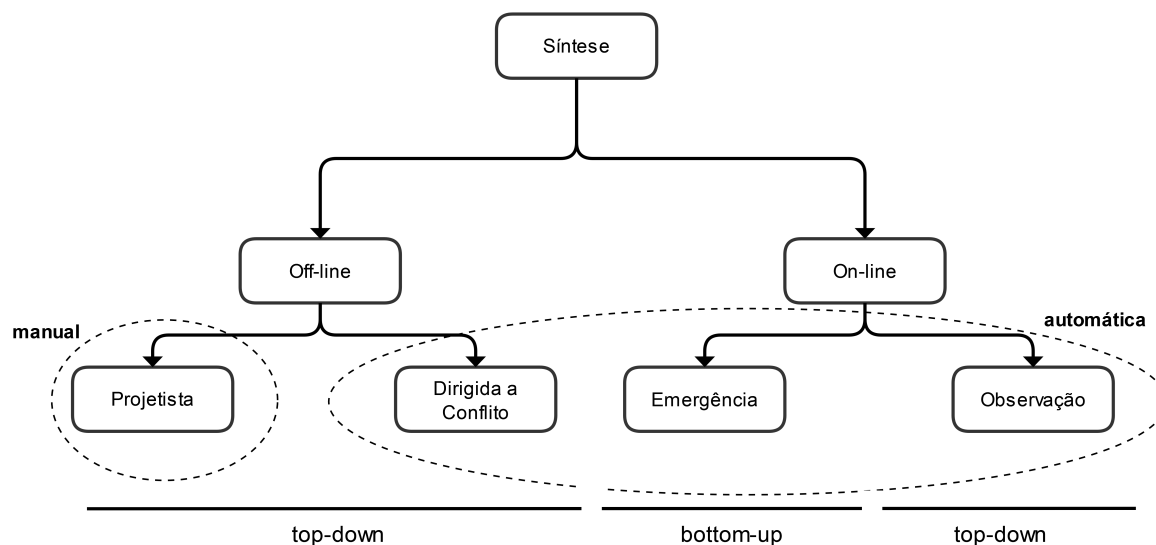 Síntese
Off-line
On-line
manual
automática
Projetista
Dirigida a
Conflito
Emergência
Observação
top-down
bottom-up
top-down